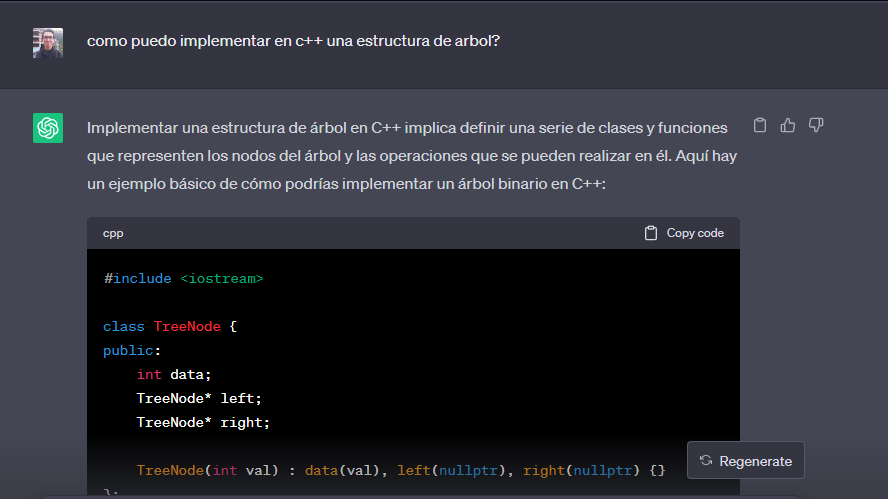 como puedo implementar en c++ una estructura de arbol?
Implementar una estructura de árbol en C++ implica definir una serie de clases y funciones
que representen los nodos del árbol y las operaciones que se pueden realizar en él. Aquí hay
un ejemplo básico de cómo podrías implementar un árbol binario en C++:
cpp
Copy code
#include <iostream>
class TreeNode {
public:
int data;
TreeNode* left;
TreeNode* right;
TreeNode(int val) : data(val), left(nullptr), right(nullptr) {}
};
Regenerate